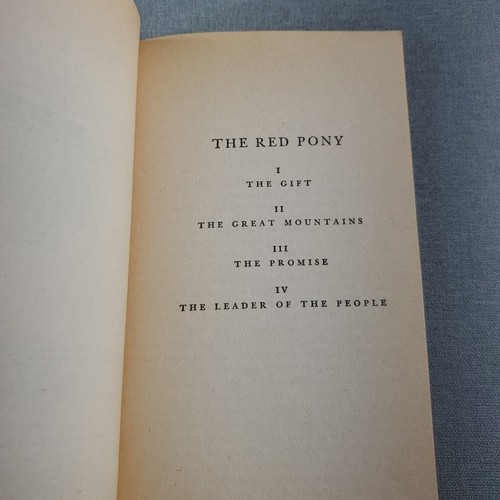 THE RED PONY
I
THE GIFT
II
THE GREAT MOUNTAINS
III
THE PROMISE
IV
THE LEADER OF THE PEOPLE